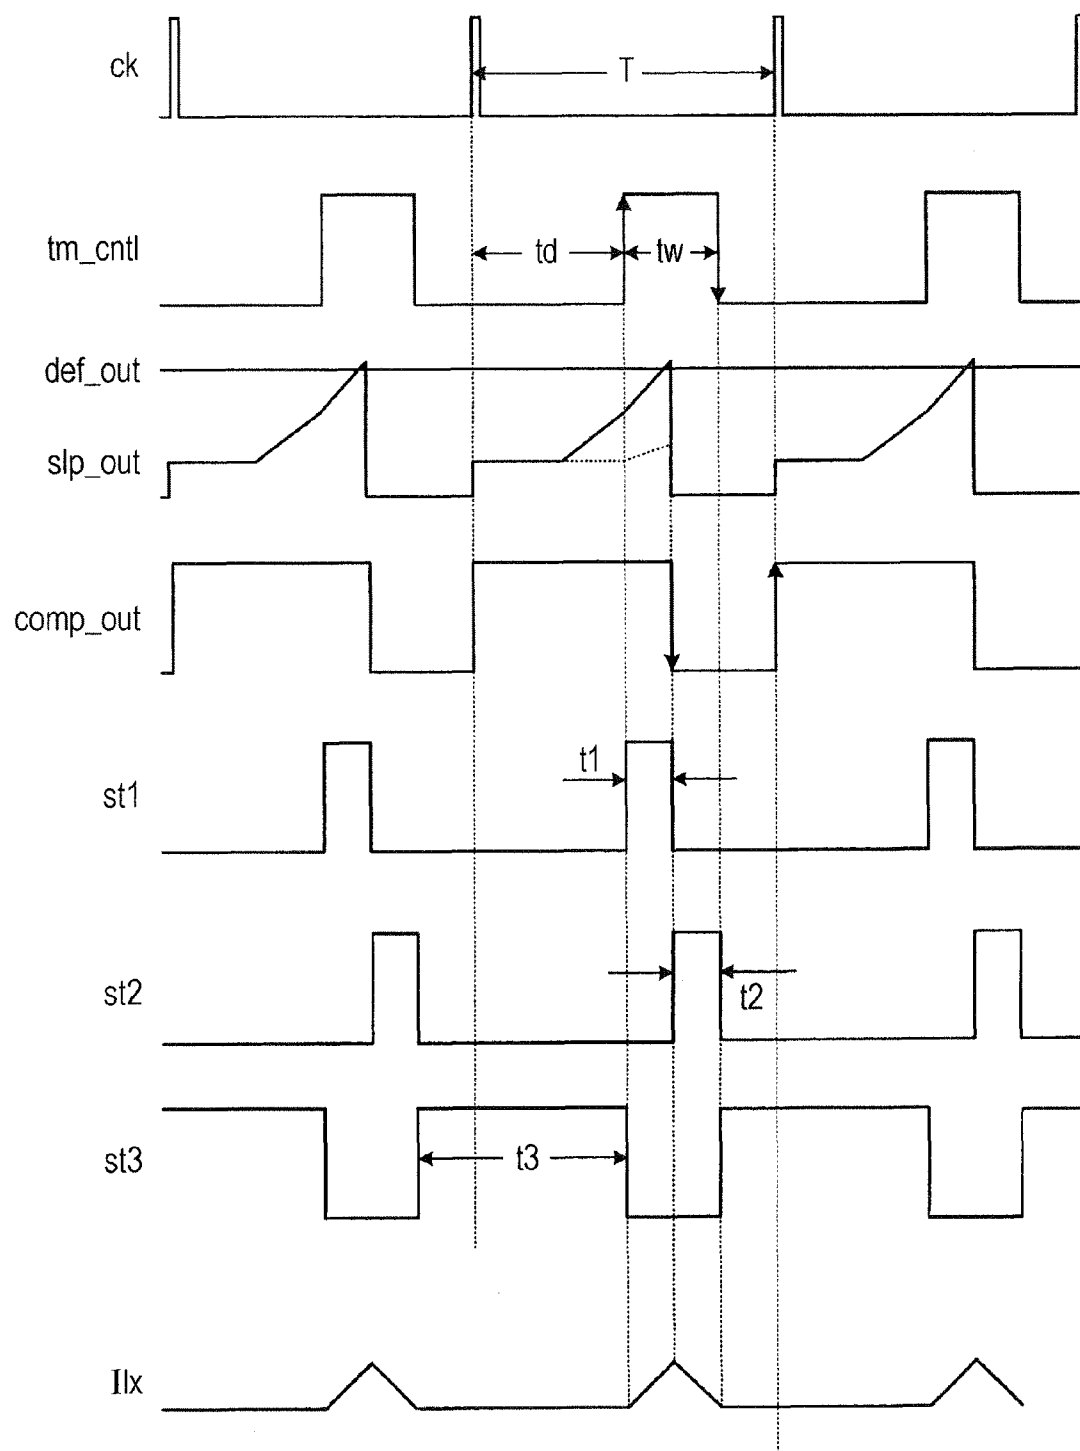 ck
T
tm_cntl
td
tw
def_out
slp_out
comp_out
t1
st1
st2
t2
st3
t3
Ilx